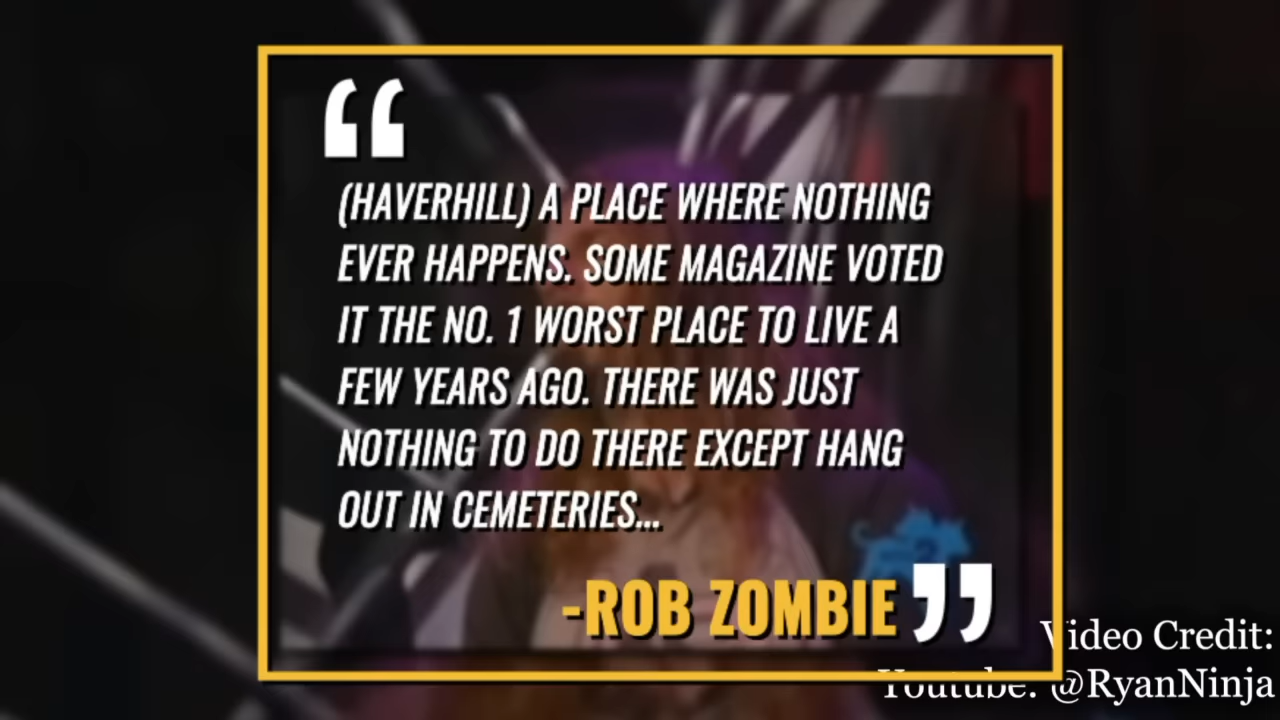 “
(HAVERHILL) A PLACE WHERE NOTHING
EVER HAPPENS. SOME MAGAZINE VOTED
IT THE NO. 1 WORST PLACE TO LIVE A
FEW YEARS AGO. THERE WAS JUST
NOTHING TO DO THERE EXCEPT HANG
OUT IN CEMETERIES...
-ROB ZOMBIE ”
Video Credit:
Youtube: @RyanNinja